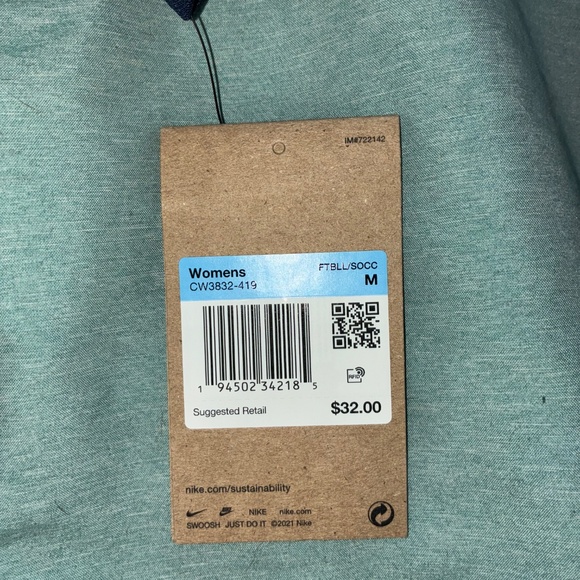 IM#722142
Womens FTBLL/SOCC
CW3832-419 M
1 94502 34218 5
RFID
Suggested Retail $32.00
nike.com/sustainability
NIKE nike.com
SWOOSH JUST DO IT ©2021 Nike